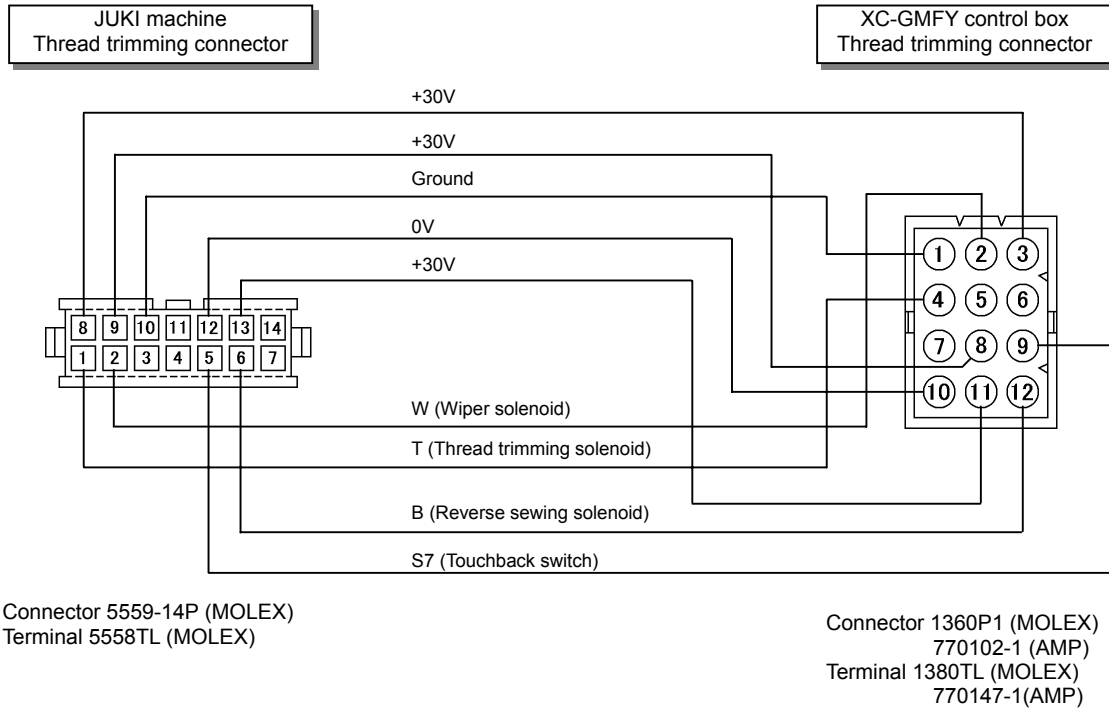 JUKI machine
Thread trimming connector
XC-GMFY control box
Thread trimming connector
+30V
+30V
Ground
0V
+30V
8 9 10 11 12 13 14
1 2 3 4 5 6 7
1 2 3
4 5 6
7 8 9
10 11 12
W (Wiper solenoid)
T (Thread trimming solenoid)
B (Reverse sewing solenoid)
S7 (Touchback switch)
Connector 5559-14P (MOLEX)
Terminal 5558TL (MOLEX)
Connector 1360P1 (MOLEX)
770102-1 (AMP)
Terminal 1380TL (MOLEX)
770147-1(AMP)